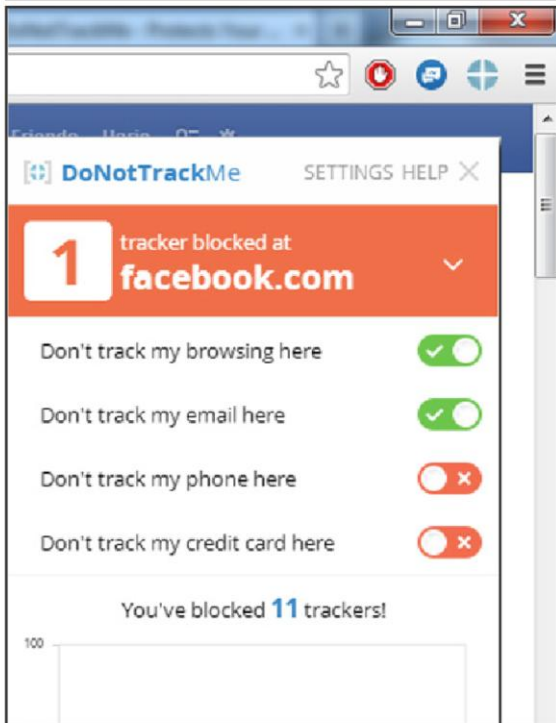 DoNotTrackMe SETTINGS HELP
1 tracker blocked at
facebook.com
Don't track my browsing here
Don't track my email here
Don't track my phone here
Don't track my credit card here
You've blocked 11 trackers!
100